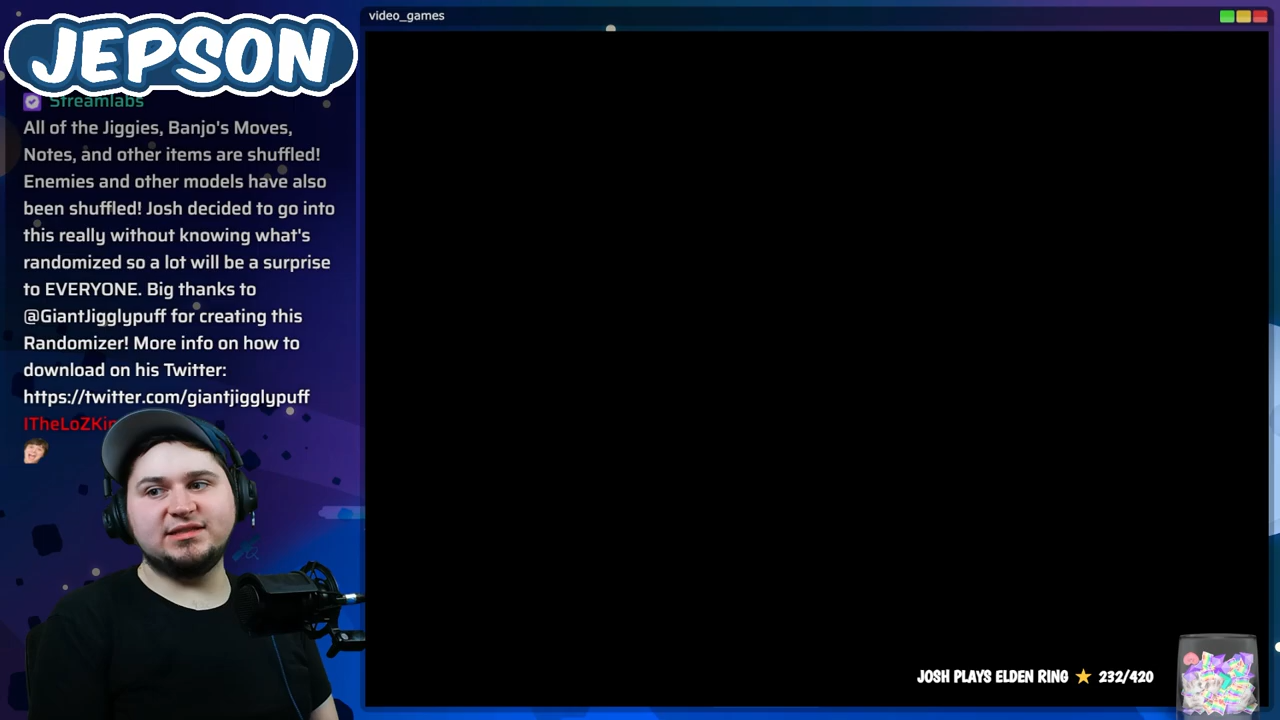 JEPSON
video_games
Streamlabs
All of the Jiggies, Banjo's Moves,
Notes, and other items are shuffled!
Enemies and other models have also
been shuffled! Josh decided to go into
this really without knowing what's
randomized so a lot will be a surprise
to EVERYONE. Big thanks to
@GiantJigglypuff for creating this
Randomizer! More info on how to
download on his Twitter:
https://twitter.com/giantjigglypuff
JOSH PLAYS ELDEN RING ★ 232/420